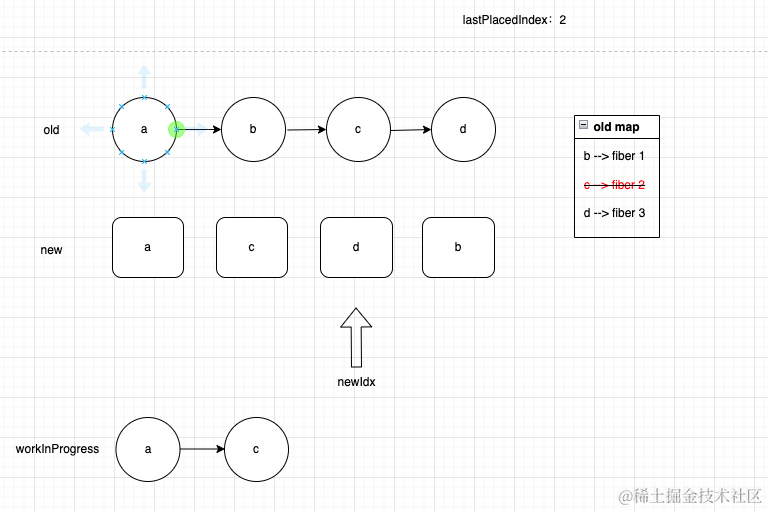 lastPlacedIndex：2
old
a
b
c
d
old map
b --> fiber 1
c --> fiber 2
d --> fiber 3
new
a
c
d
b
newIdx
workInProgress
a
c
@稀土掘金技术社区